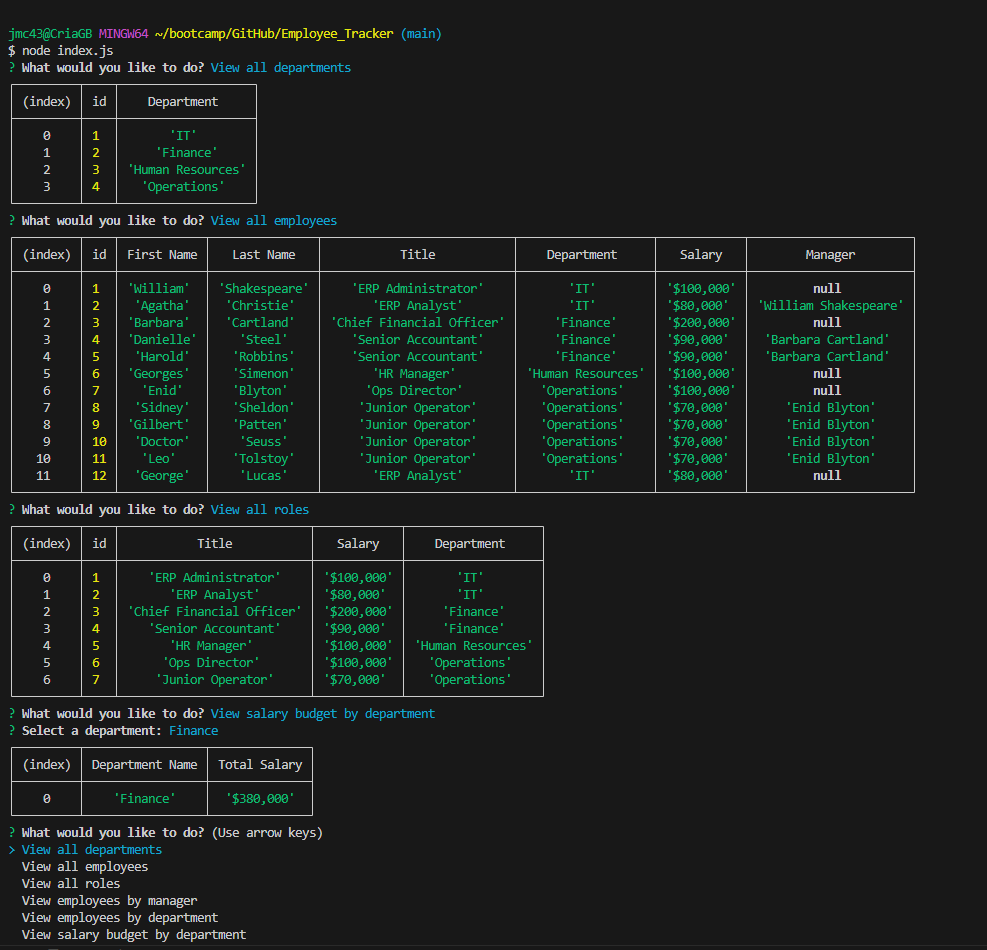 jmc43@CriaGB MINGW64 ~/bootcamp/GitHub/Employee_Tracker (main)
$ node index.js
? What would you like to do? View all departments
(index) id Department
0 1 'IT'
1 2 'Finance'
2 3 'Human Resources'
3 4 'Operations'
? What would you like to do? View all employees
(index) id First Name Last Name Title Department Salary Manager
0 1 'William' 'Shakespeare' 'ERP Administrator' 'IT' '$100,000' null
1 2 'Agatha' 'Christie' 'ERP Analyst' 'IT' '$80,000' 'William Shakespeare'
2 3 'Barbara' 'Cartland' 'Chief Financial Officer' 'Finance' '$200,000' null
3 4 'Danielle' 'Steel' 'Senior Accountant' 'Finance' '$90,000' 'Barbara Cartland'
4 5 'Harold' 'Robbins' 'Senior Accountant' 'Finance' '$90,000' 'Barbara Cartland'
5 6 'Georges' 'Simenon' 'HR Manager' 'Human Resources' '$100,000' null
6 7 'Enid' 'Blyton' 'Ops Director' 'Operations' '$100,000' null
7 8 'Sidney' 'Sheldon' 'Junior Operator' 'Operations' '$70,000' 'Enid Blyton'
8 9 'Gilbert' 'Patten' 'Junior Operator' 'Operations' '$70,000' 'Enid Blyton'
9 10 'Doctor' 'Seuss' 'Junior Operator' 'Operations' '$70,000' 'Enid Blyton'
10 11 'Leo' 'Tolstoy' 'Junior Operator' 'Operations' '$70,000' 'Enid Blyton'
11 12 'George' 'Lucas' 'ERP Analyst' 'IT' '$80,000' null
? What would you like to do? View all roles
(index) id Title Salary Department
0 1 'ERP Administrator' '$100,000' 'IT'
1 2 'ERP Analyst' '$80,000' 'IT'
2 3 'Chief Financial Officer' '$200,000' 'Finance'
3 4 'Senior Accountant' '$90,000' 'Finance'
4 5 'HR Manager' '$100,000' 'Human Resources'
5 6 'Ops Director' '$100,000' 'Operations'
6 7 'Junior Operator' '$70,000' 'Operations'
? What would you like to do? View salary budget by department
? Select a department: Finance
(index) Department Name Total Salary
0 'Finance' '$380,000'
? What would you like to do? (Use arrow keys)
> View all departments
View all employees
View all roles
View employees by manager
View employees by department
View salary budget by department